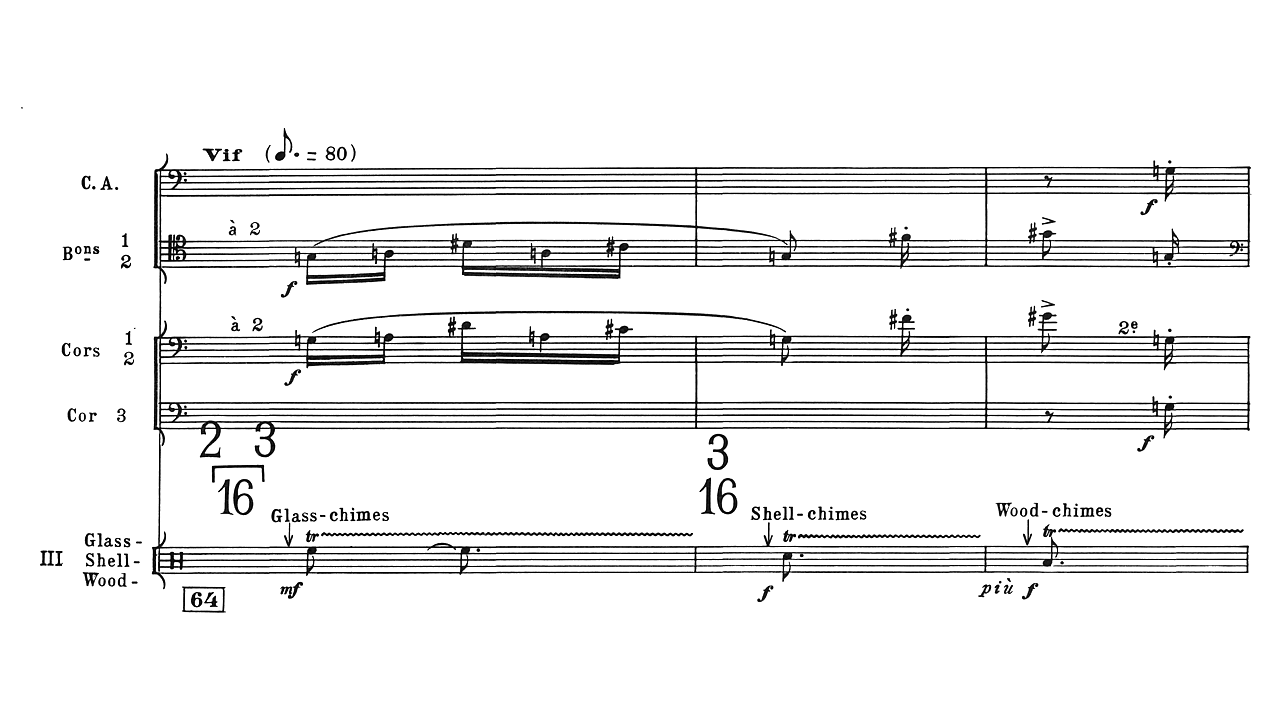 Vif (♪. = 80)
C. A.
à 2
Bons 1
2
f
f
à 2
Cors 1
2
2e
f
Cor 3
f
2 3
16
3
16
Glass-chimes
Shell-chimes
Wood-chimes
tr
tr
tr
III
Glass-
Shell-
Wood-
mf
f
più f
64